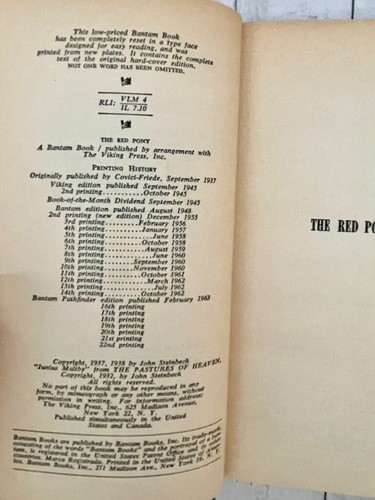 This low-priced Bantam Book
has been completely reset in a type face
designed for easy reading, and was
printed from new plates. It contains the complete
text of the original hard-cover edition.
NOT ONE WORD HAS BEEN OMITTED.
RLI: VLM 4
IL 7.10
THE RED PONY
A Bantam Book / published by arrangement with
The Viking Press, Inc.
PRINTING HISTORY
Originally published by Covici-Friede, September 1937
Viking edition published September 1945
2nd printing..........October 1945
Book-of-the-Month Dividend September 1945
Bantam edition published August 1948
2nd printing (new edition) December 1955
3rd printing..........February 1956
4th printing..........January 1957
5th printing..........June 1958
6th printing..........October 1958
7th printing..........August 1959
8th printing..........June 1960
9th printing..........September 1960
10th printing..........November 1960
11th printing..........October 1961
12th printing..........March 1962
13th printing..........July 1962
14th printing..........October 1962
Bantam Pathfinder edition published February 1963
16th printing
17th printing
18th printing
19th printing
20th printing
21st printing
22nd printing
Copyright, 1937, 1938 by John Steinbeck
"Junius Maltby" from THE PASTURES OF HEAVEN,
Copyright, 1932, by John Steinbeck
All rights reserved.
No part of this book may be reproduced in any
form, by mimeograph or any other means, without
permission in writing. For information address:
The Viking Press, Inc., 625 Madison Avenue,
New York 22, N. Y.
Published simultaneously in the United
States and Canada.
Bantam Books are published by Bantam Books, Inc. Its trade-mark,
consisting of the words "Bantam Books" and the portrayal of a bantam,
is registered in the United States Patent Office and in other
countries. Marca Registrada. Printed in the United States of America.
Bantam Books, Inc., 271 Madison Ave., New York 16, N. Y.
THE RED PO